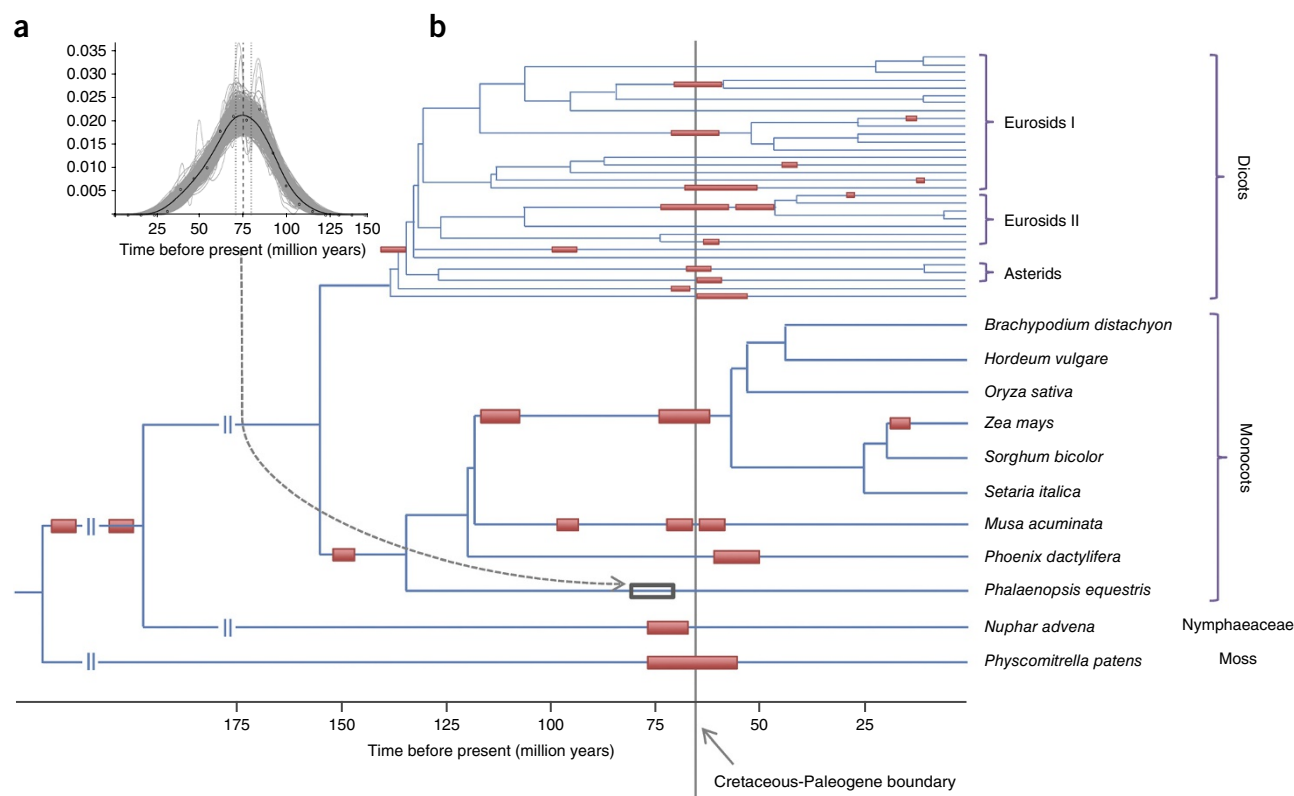 a
b
0.035
0.030
0.025
0.020
0.015
0.010
0.005
25 50 75 100 125 150
Time before present (million years)
Eurosids I
Eurosids II
Asterids
Dicots
Brachypodium distachyon
Hordeum vulgare
Oryza sativa
Zea mays
Sorghum bicolor
Setaria italica
Musa acuminata
Phoenix dactylifera
Phalaenopsis equestris
Monocots
Nuphar advena Nymphaeaceae
Physcomitrella patens Moss
175 150 125 100 75 50 25
Time before present (million years)
Cretaceous-Paleogene boundary